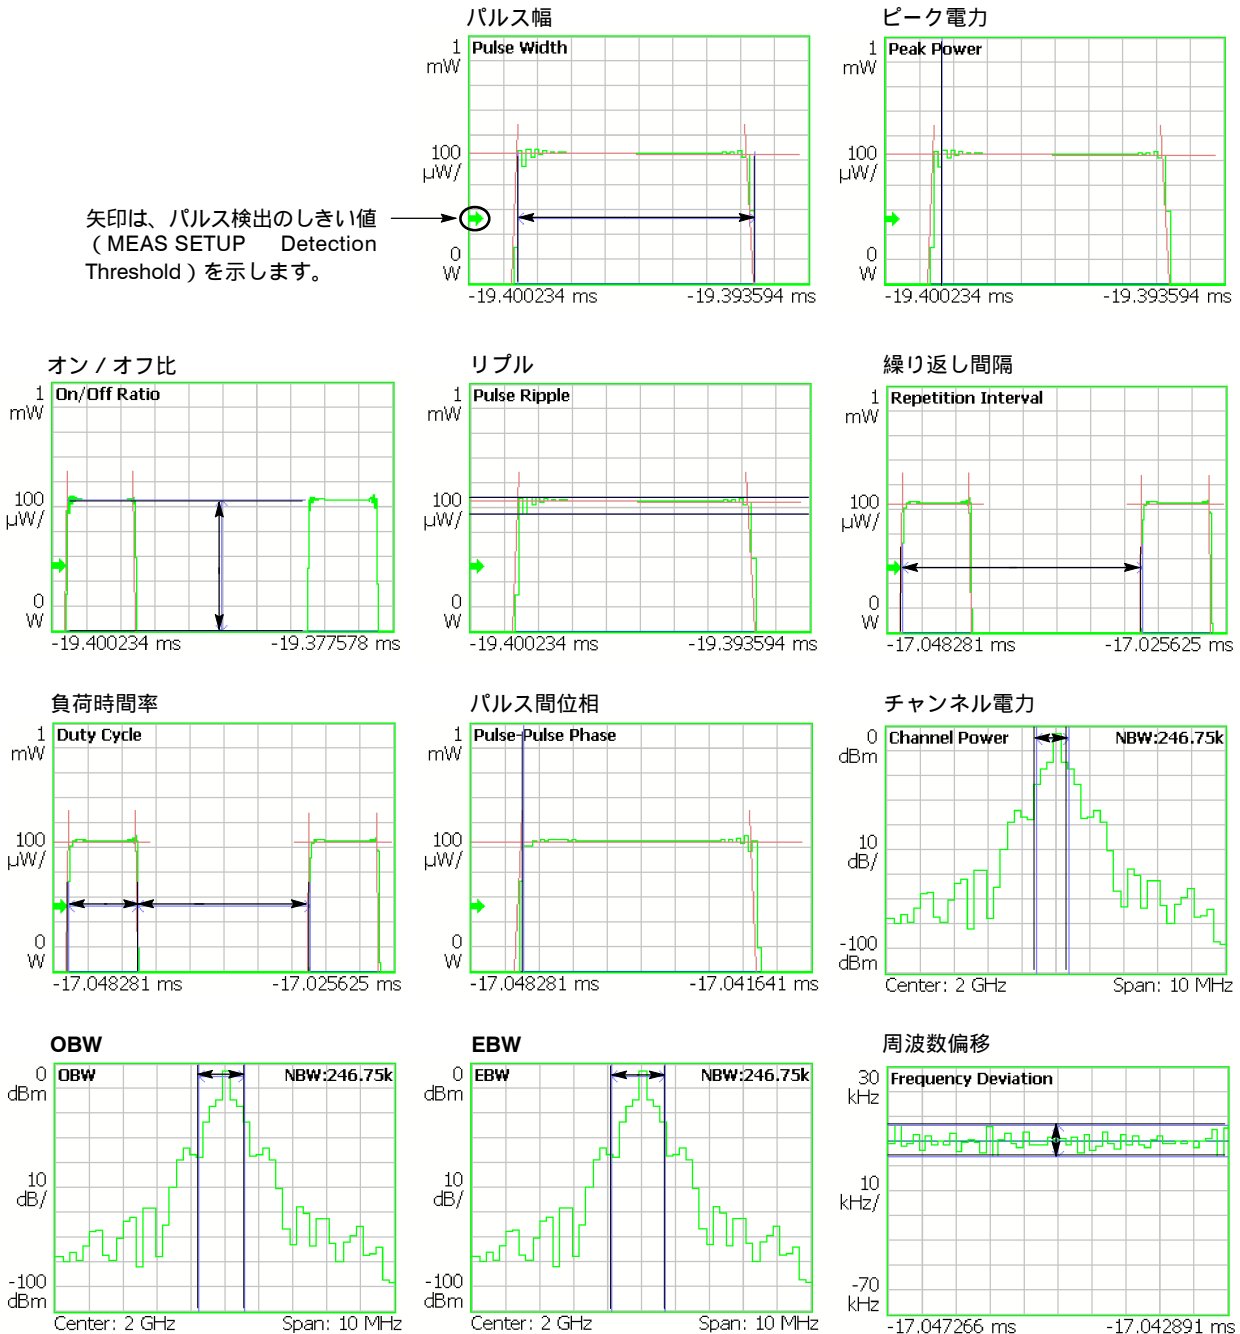 パルス幅
1
mW
Pulse Width
100
µW/
0
W
-19.400234 ms
-19.393594 ms
ピーク電力
1
mW
Peak Power
100
µW/
0
W
-19.400234 ms
-19.393594 ms
矢印は、パルス検出のしきい値
（MEAS SETUP Detection
Threshold）を示します。
オン / オフ比
1
mW
On/Off Ratio
100
µW/
0
W
-19.400234 ms
-19.377578 ms
リプル
1
mW
Pulse Ripple
100
µW/
0
W
-19.400234 ms
-19.393594 ms
繰り返し間隔
1
mW
Repetition Interval
100
µW/
0
W
-17.048281 ms
-17.025625 ms
負荷時間率
1
mW
Duty Cycle
100
µW/
0
W
-17.048281 ms
-17.025625 ms
パルス間位相
1
mW
Pulse-Pulse Phase
100
µW/
0
W
-17.048281 ms
-17.041641 ms
チャンネル電力
0
dBm
Channel Power
NBW:246.75k
10
dB/
-100
dBm
Center: 2 GHz
Span: 10 MHz
OBW
0
dBm
OBW
NBW:246.75k
10
dB/
-100
dBm
Center: 2 GHz
Span: 10 MHz
EBW
0
dBm
EBW
NBW:246.75k
10
dB/
-100
dBm
Center: 2 GHz
Span: 10 MHz
周波数偏移
30
kHz
Frequency Deviation
10
kHz/
-70
kHz
-17.047266 ms
-17.042891 ms